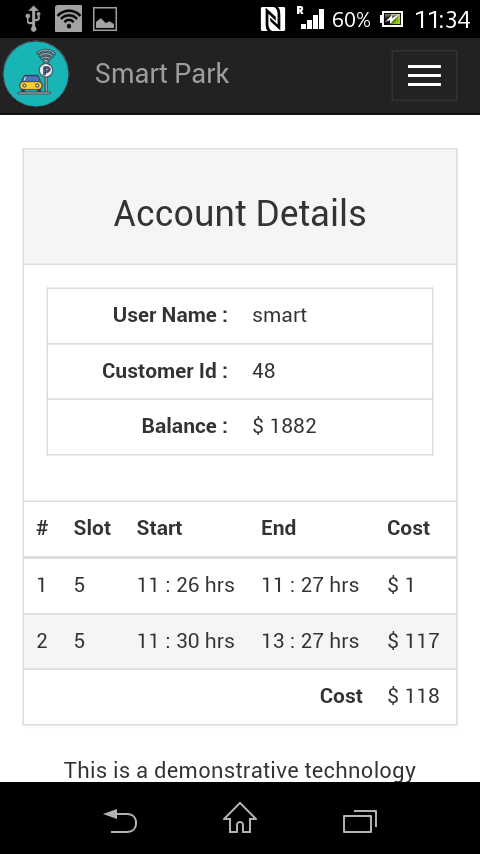 R 60% 11:34
P Smart Park
Account Details
User Name : smart
Customer Id : 48
Balance : $ 1882
# Slot Start End Cost
1 5 11 : 26 hrs 11 : 27 hrs $ 1
2 5 11 : 30 hrs 13 : 27 hrs $ 117
Cost $ 118
This is a demonstrative technology